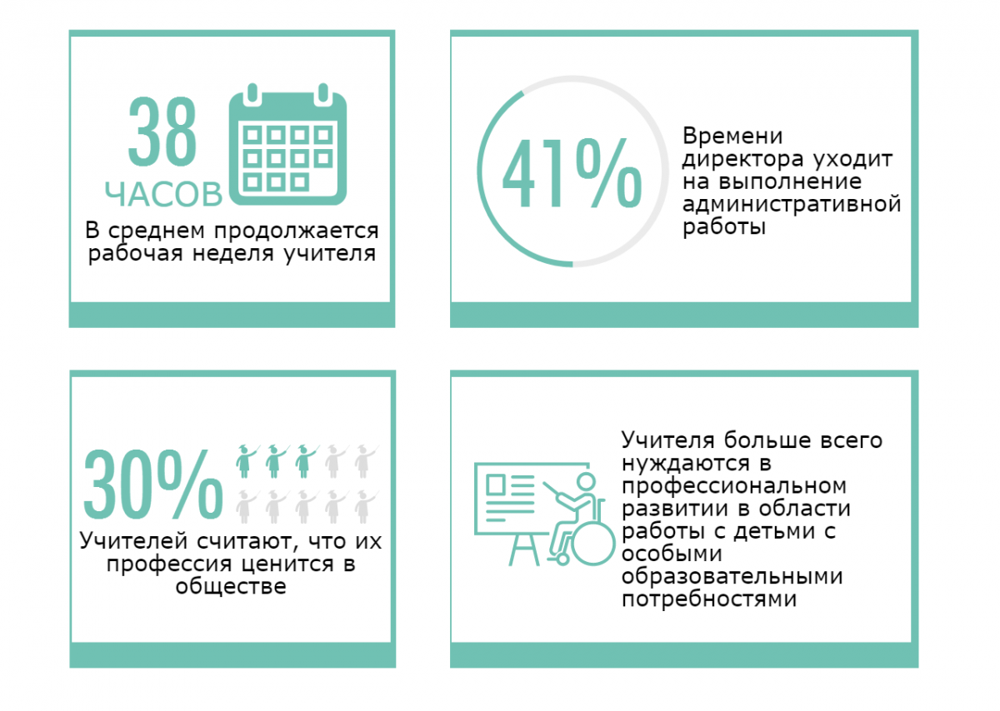 38
ЧАСОВ
В среднем продолжается
рабочая неделя учителя
41%
Времени
директора уходит
на выполнение
административной
работы
30%
Учителей считают, что их
профессия ценится в
обществе
Учителя больше всего
нуждаются в
профессиональном
развитии в области
работы с детьми с
особыми
образовательными
потребностями